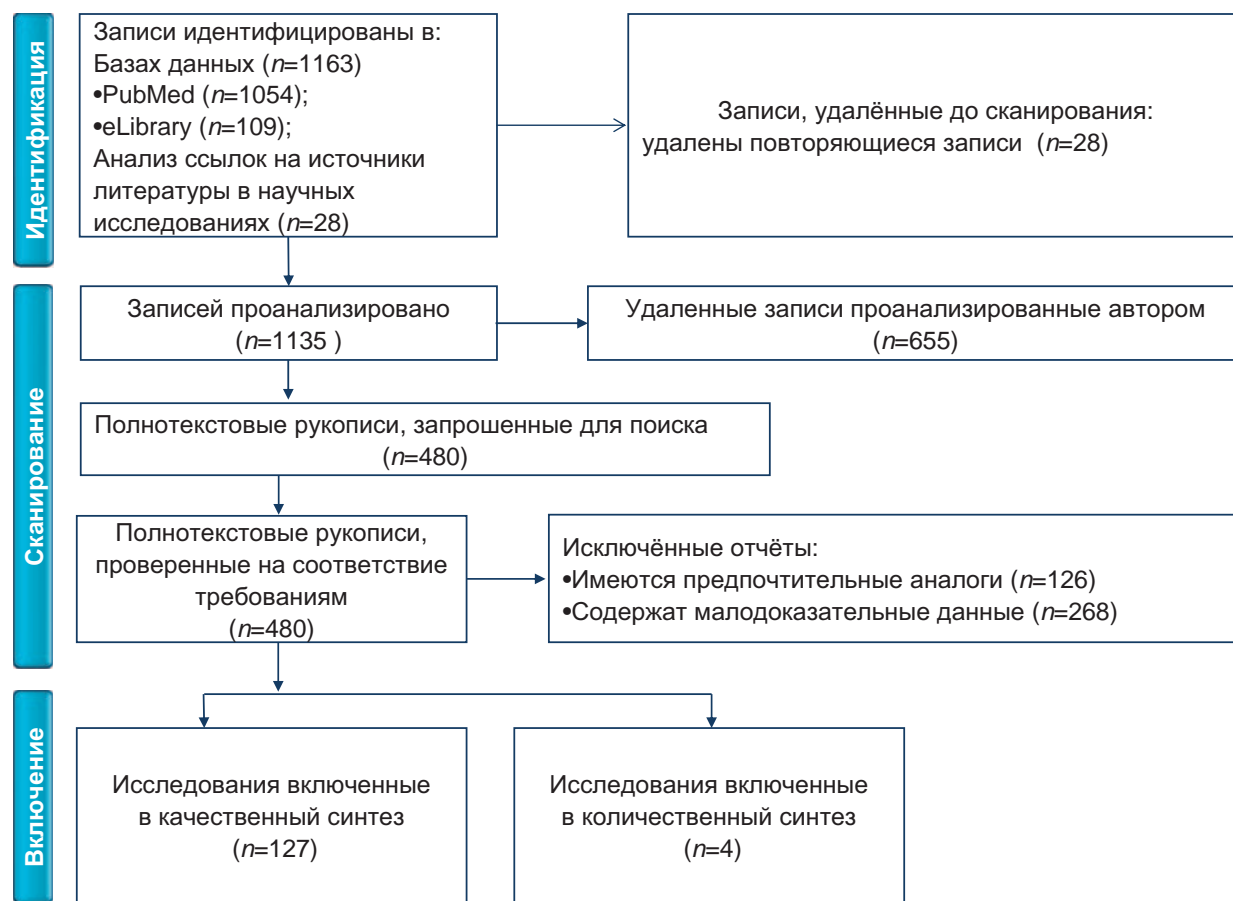 Идентификация
Записи идентифицированы в:
Базах данных (n=1163)
•PubMed (n=1054);
•eLibrary (n=109);
Анализ ссылок на источники
литературы в научных
исследованиях (n=28)
Записи, удалённые до сканирования:
удалены повторяющиеся записи (n=28)
Сканирование
Записей проанализировано
(n=1135 )
Удаленные записи проанализированные автором
(n=655)
Полнотекстовые рукописи, запрошенные для поиска
(n=480)
Полнотекстовые рукописи,
проверенные на соответствие
требованиям
(n=480)
Исключённые отчёты:
•Имеются предпочтительные аналоги (n=126)
•Содержат малодоказательные данные (n=268)
Включение
Исследования включенные
в качественный синтез
(n=127)
Исследования включенные
в количественный синтез
(n=4)